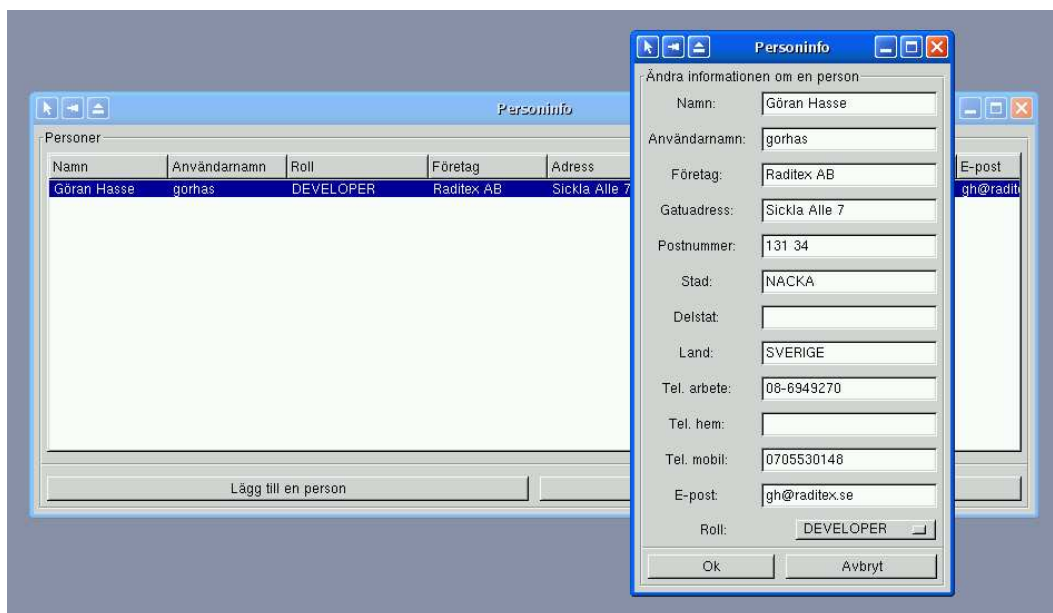 Personinfo
Personer
Namn Användarnamn Roll Företag Adress E-post
Göran Hasse gorhas DEVELOPER Raditex AB Sickla Alle 7
Lägg till en person
Personinfo
Ändra informationen om en person
Namn: Göran Hasse
Användarnamn: gorhas
Företag: Raditex AB
Gatuadress: Sickla Alle 7
Postnummer: 131 34
Stad: NACKA
Delstat:
Land: SVERIGE
Tel. arbete: 08-6949270
Tel. hem:
Tel. mobil: 0705530148
E-post: gh@raditex.se
Roll: DEVELOPER
Ok Avbryt